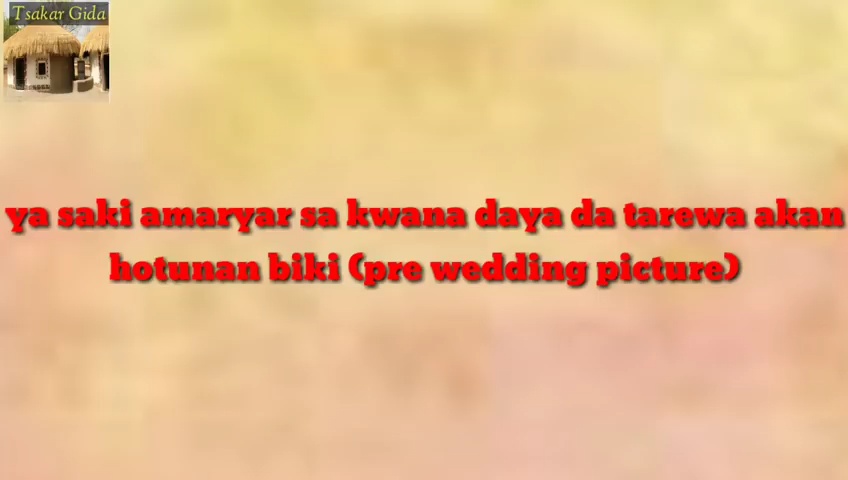 Tsakar Gida
ya saki amaryar sa kwana daya da tarewa akan
hotunan biki (pre wedding picture)